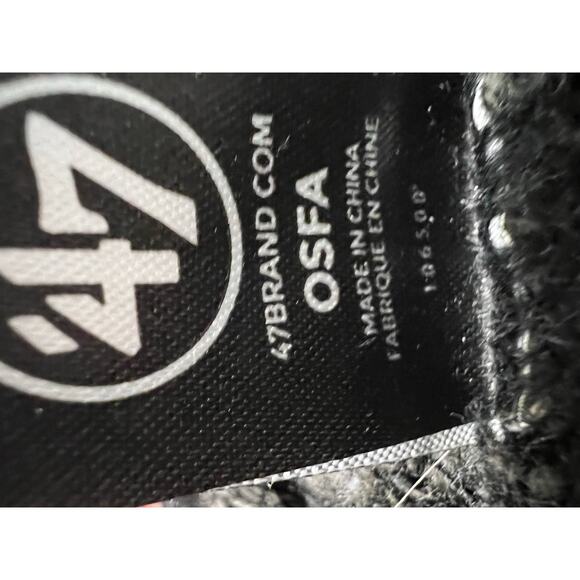 '47
47BRAND COM
OSFA
MADE IN CHINA
FABRIQUE EN CHINE